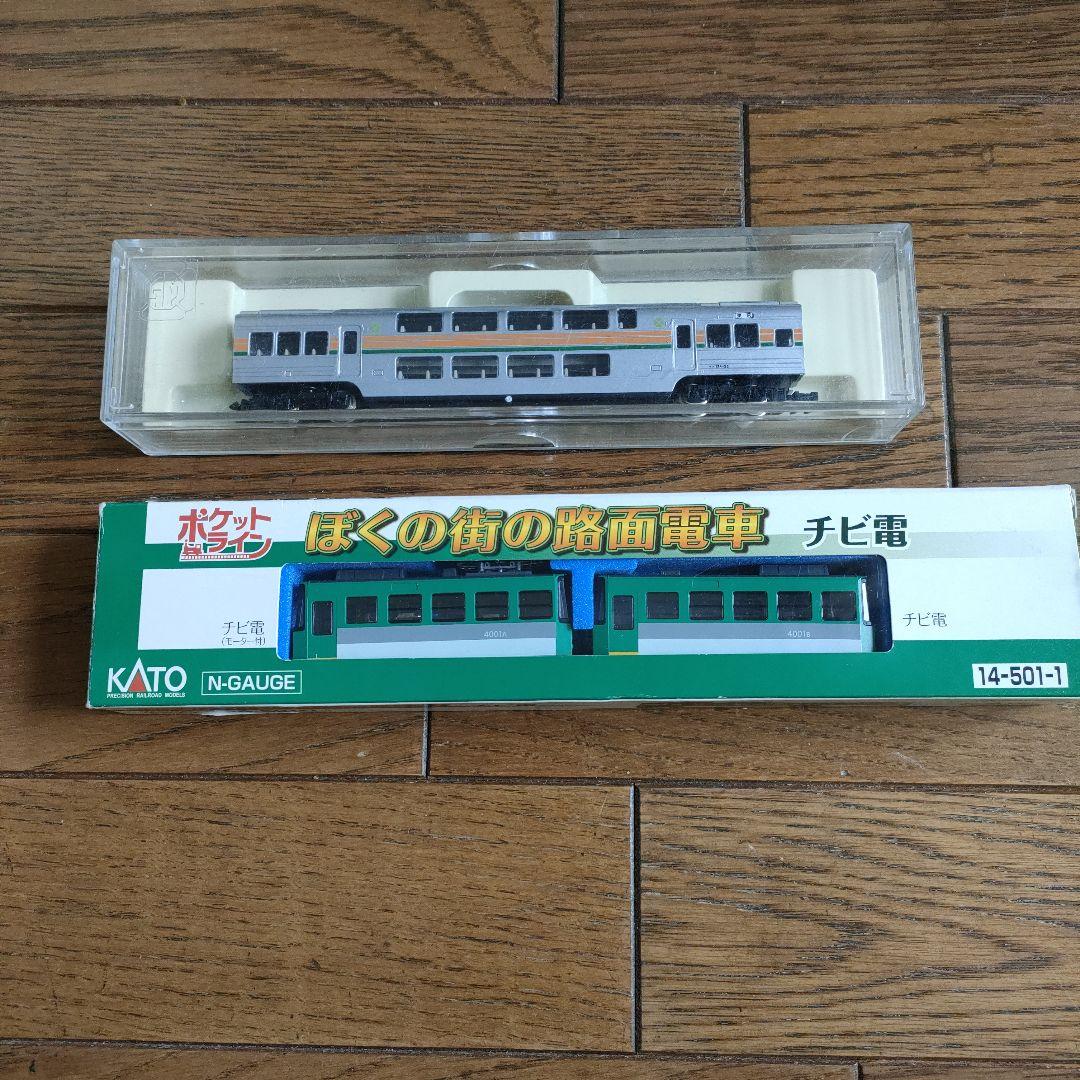 ポケットライン
ぼくの街の路面電車 チビ電
チビ電
(モーター付)
4001A
4001B
チビ電
KATO
PRECISION RAILROAD MODELS
N-GAUGE
14-501-1